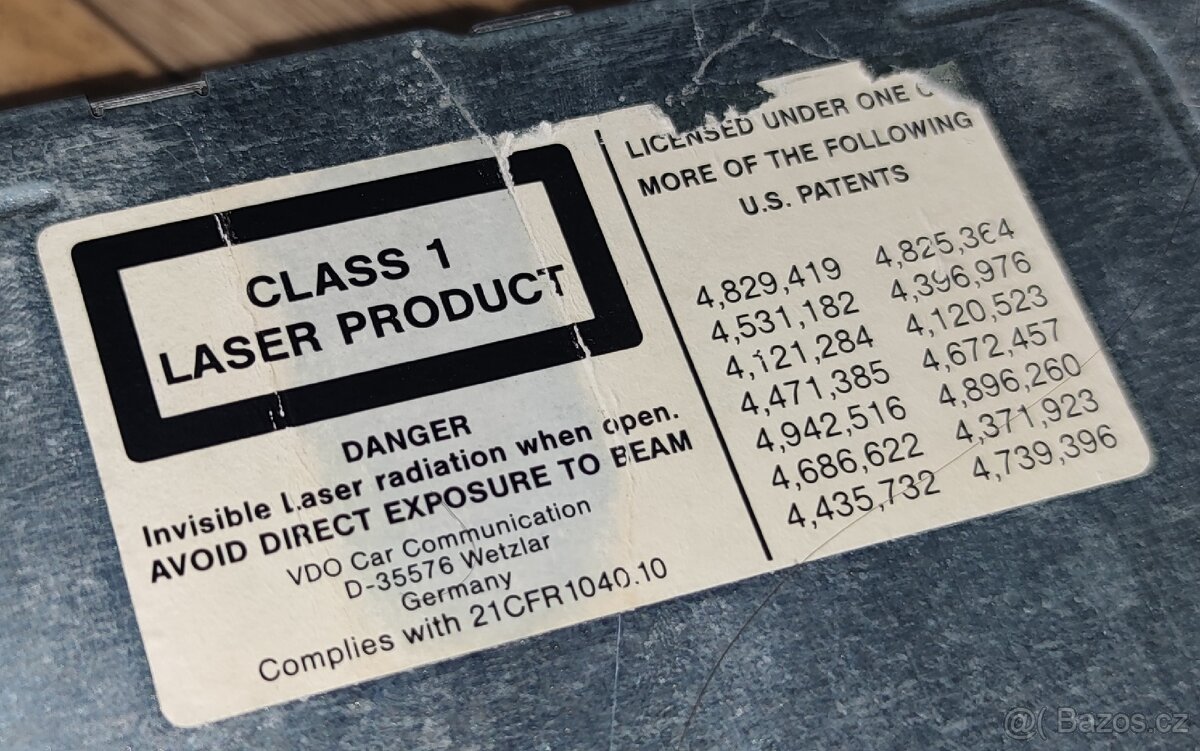 CLASS 1
LASER PRODUCT
DANGER
Invisible Laser radiation when open.
AVOID DIRECT EXPOSURE TO BEAM
VDO Car Communication
D-35576 Wetzlar
Germany
Complies with 21CFR1040.10
LICENSED UNDER ONE
MORE OF THE FOLLOWING
U.S. PATENTS
4,829,419 4,825,364
4,531,182 4,396,976
4,121,284 4,120,523
4,471,385 4,672,457
4,942,516 4,896,260
4,686,622 4,371,923
4,435,732 4,739,396
@( Bazos.cz